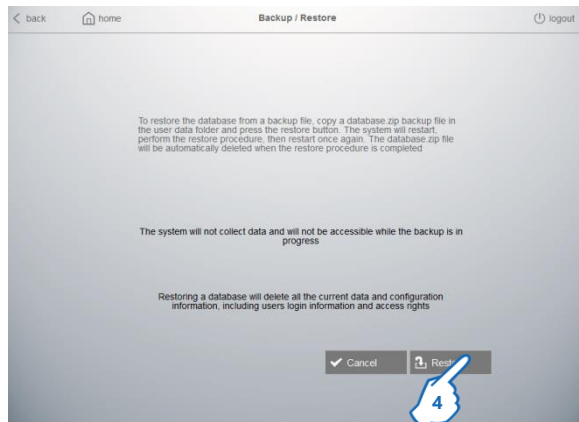 back home Backup / Restore logout
To restore the database from a backup file, copy a database.zip backup file in
the user data folder and press the restore button. The system will restart,
perform the restore procedure, then restart once again. The database.zip file
will be automatically deleted when the restore procedure is completed
The system will not collect data and will not be accessible while the backup is in
progress
Restoring a database will delete all the current data and configuration
information, including users login information and access rights
Cancel
4